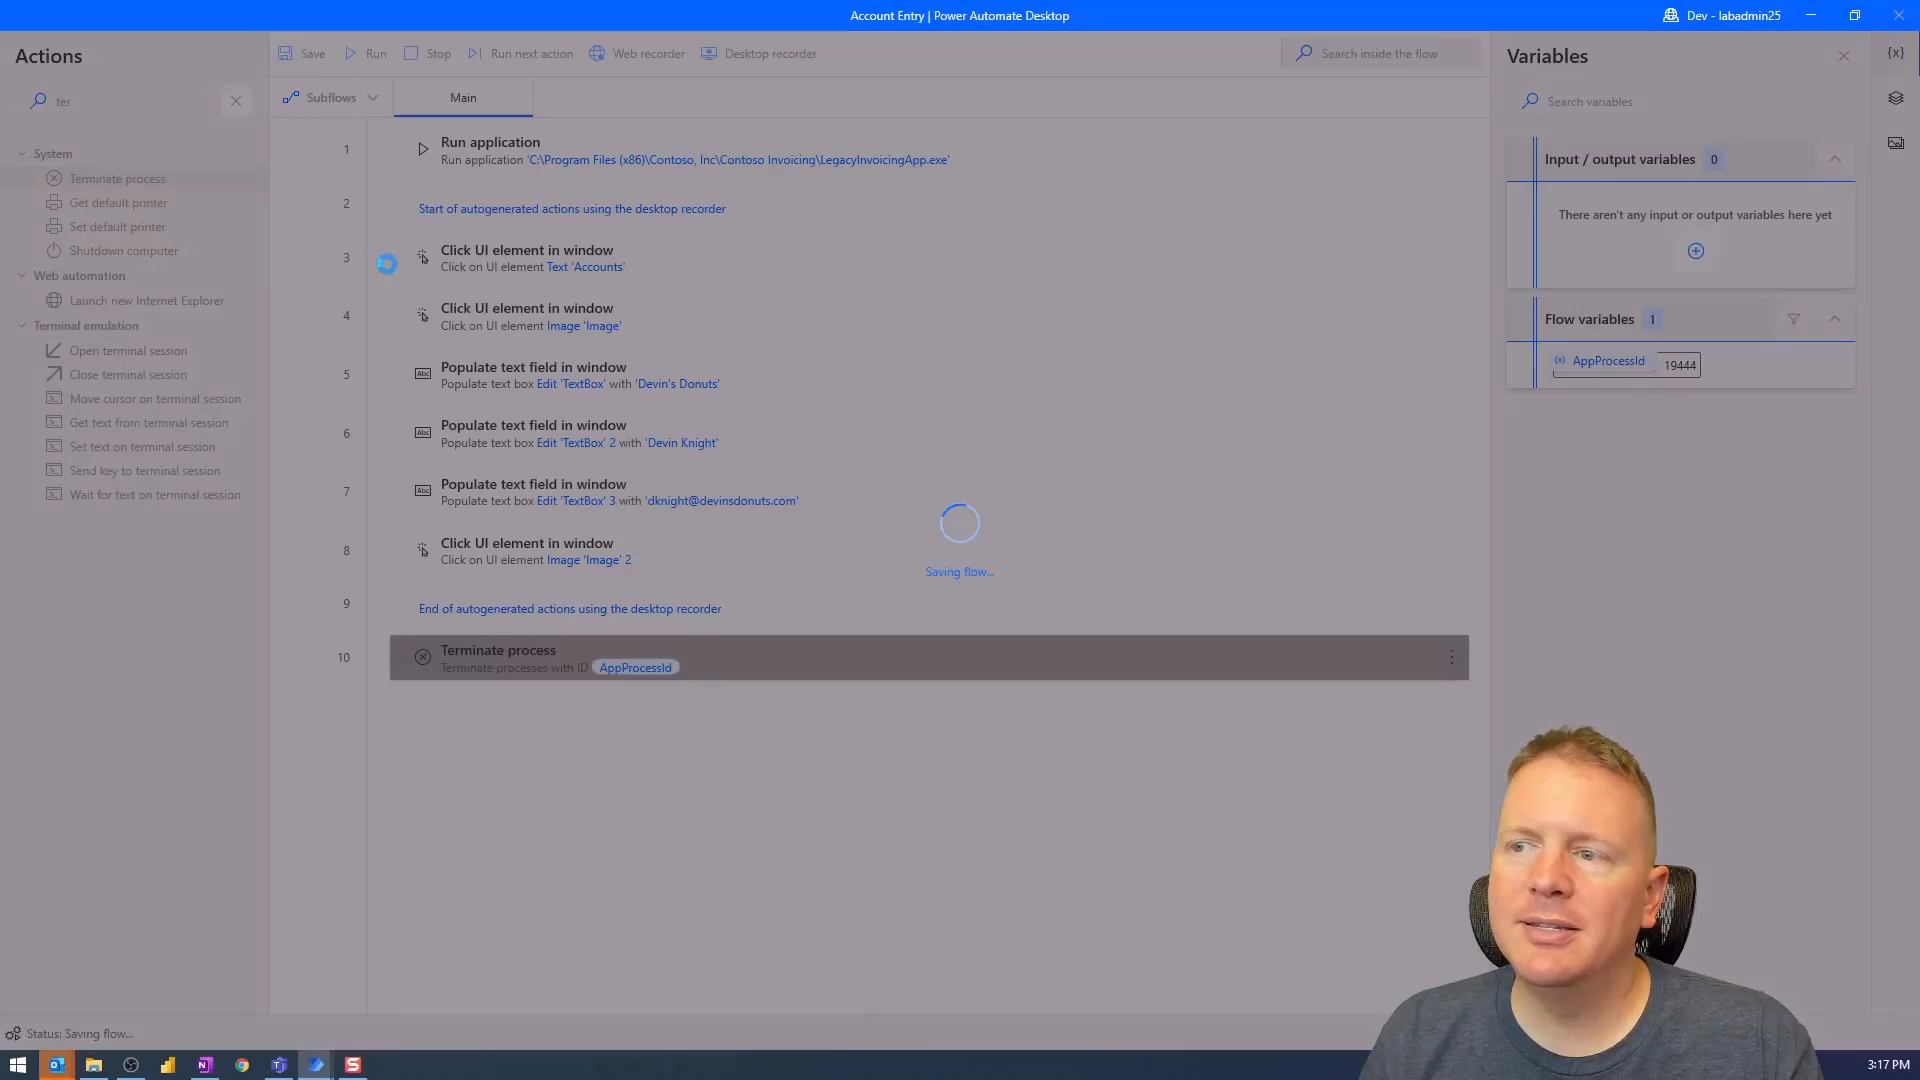 Account Entry | Power Automate Desktop
Dev - labadmin25
Actions
Save
Run
Stop
Run next action
Web recorder
Desktop recorder
Search inside the flow
Variables
{x}
ter
Subflows
Main
Search variables
System
Terminate process
Get default printer
Set default printer
Shutdown computer
Web automation
Launch new Internet Explorer
Terminal emulation
Open terminal session
Close terminal session
Move cursor on terminal session
Get text from terminal session
Set text on terminal session
Send key to terminal session
Wait for text on terminal session
1
Run application
Run application 'C:\Program Files (x86)\Contoso, Inc\Contoso Invoicing\LegacyInvoicingApp.exe'
2
Start of autogenerated actions using the desktop recorder
3
Click UI element in window
Click on UI element Text 'Accounts'
4
Click UI element in window
Click on UI element Image 'Image'
5
Abc
Populate text field in window
Populate text box Edit 'TextBox' with 'Devin's Donuts'
6
Abc
Populate text field in window
Populate text box Edit 'TextBox' 2 with 'Devin Knight'
7
Abc
Populate text field in window
Populate text box Edit 'TextBox' 3 with 'dknight@devinsdonuts.com'
8
Click UI element in window
Click on UI element Image 'Image' 2
9
End of autogenerated actions using the desktop recorder
10
Terminate process
Terminate processes with ID AppProcessId
Saving flow...
Input / output variables 0
There aren't any input or output variables here yet
Flow variables 1
(x) AppProcessId 19444
Status: Saving flow...
3:17 PM